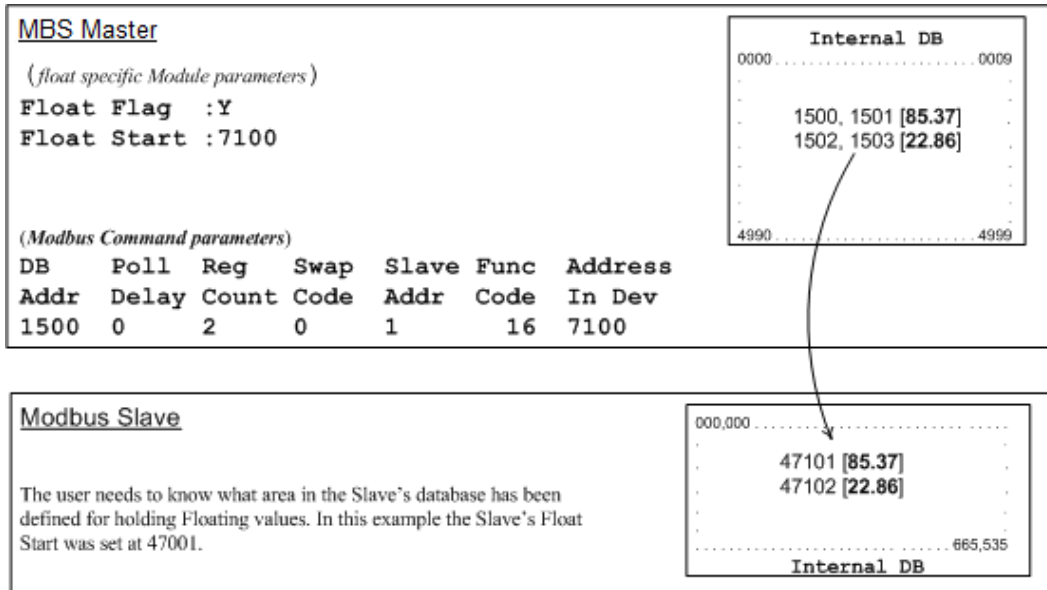 MBS Master
(float specific Module parameters)
Float Flag :Y
Float Start :7100
(Modbus Command parameters)
DB Poll Reg Swap Slave Func Address
Addr Delay Count Code Addr Code In Dev
1500 0 2 0 1 16 7100
Internal DB
0000 . . . . . . . . . . . . . . . . . . . . . . . . . 0009
1500, 1501 [85.37]
1502, 1503 [22.86]
4990 . . . . . . . . . . . . . . . . . . . . . . . . . 4999
Modbus Slave
The user needs to know what area in the Slave's database has been
defined for holding Floating values. In this example the Slave's Float
Start was set at 47001.
000,000 . . . . . . . . . . . . . . . . . . . . . . . . . . . . .
47101 [85.37]
47102 [22.86]
. . . . . . . . . . . . . . . . . . . . . . . . . . . . . 665,535
Internal DB